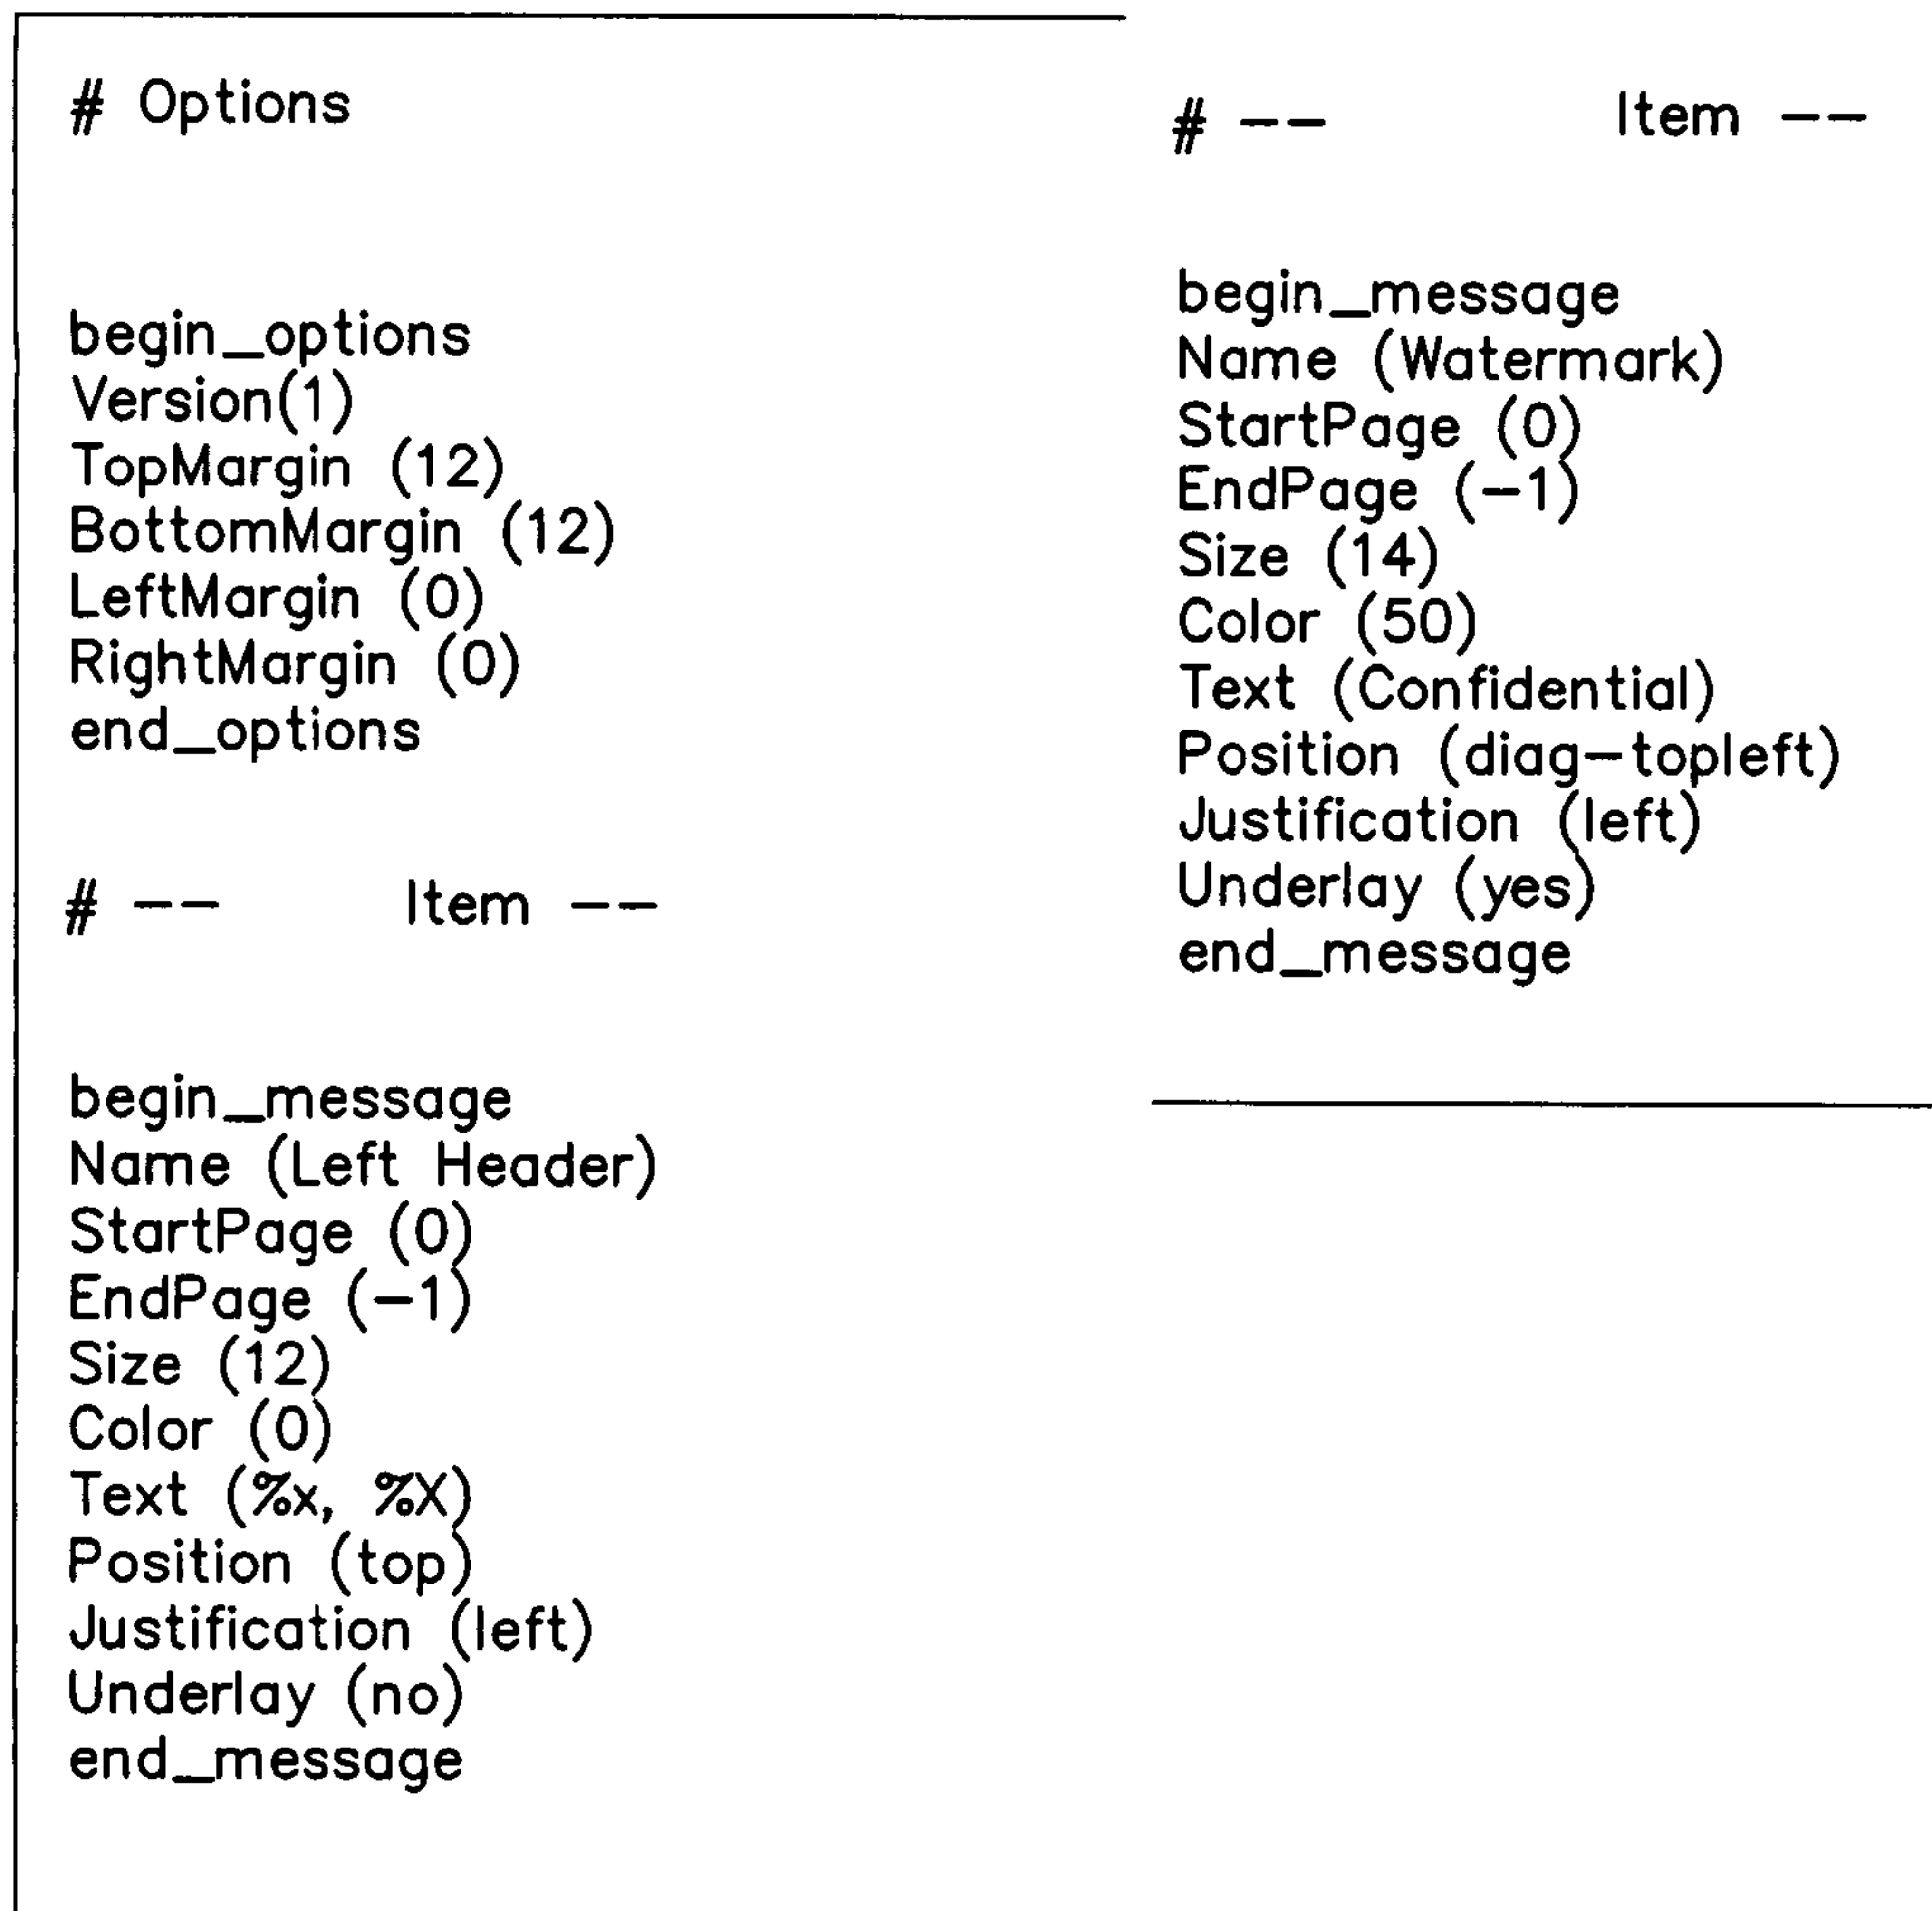 # Options
begin_options
Version(1)
TopMargin (12)
BottomMargin (12)
LeftMargin (0)
RightMargin (0)
end_options
# -- Item --
begin_message
Name (Left Header)
StartPage (0)
EndPage (-1)
Size (12)
Color (0)
Text (%x, %X)
Position (top)
Justification (left)
Underlay (no)
end_message
# -- Item --
begin_message
Name (Watermark)
StartPage (0)
EndPage (-1)
Size (14)
Color (50)
Text (Confidential)
Position (diag-topleft)
Justification (left)
Underlay (yes)
end_message